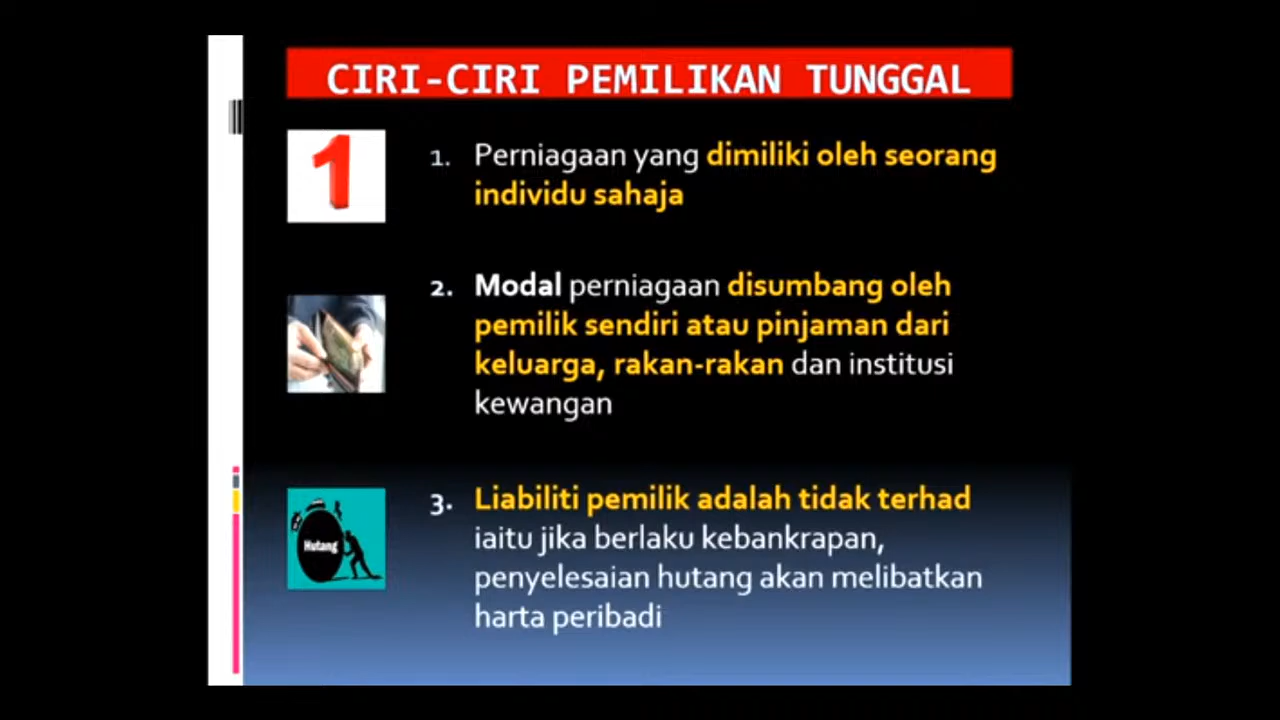 CIRI-CIRI PEMILIKAN TUNGGAL
1. Perniagaan yang dimiliki oleh seorang
individu sahaja
2. Modal perniagaan disumbang oleh
pemilik sendiri atau pinjaman dari
keluarga, rakan-rakan dan institusi
kewangan
Hutang
3. Liabiliti pemilik adalah tidak terhad
iaitu jika berlaku kebankrapan,
penyelesaian hutang akan melibatkan
harta peribadi